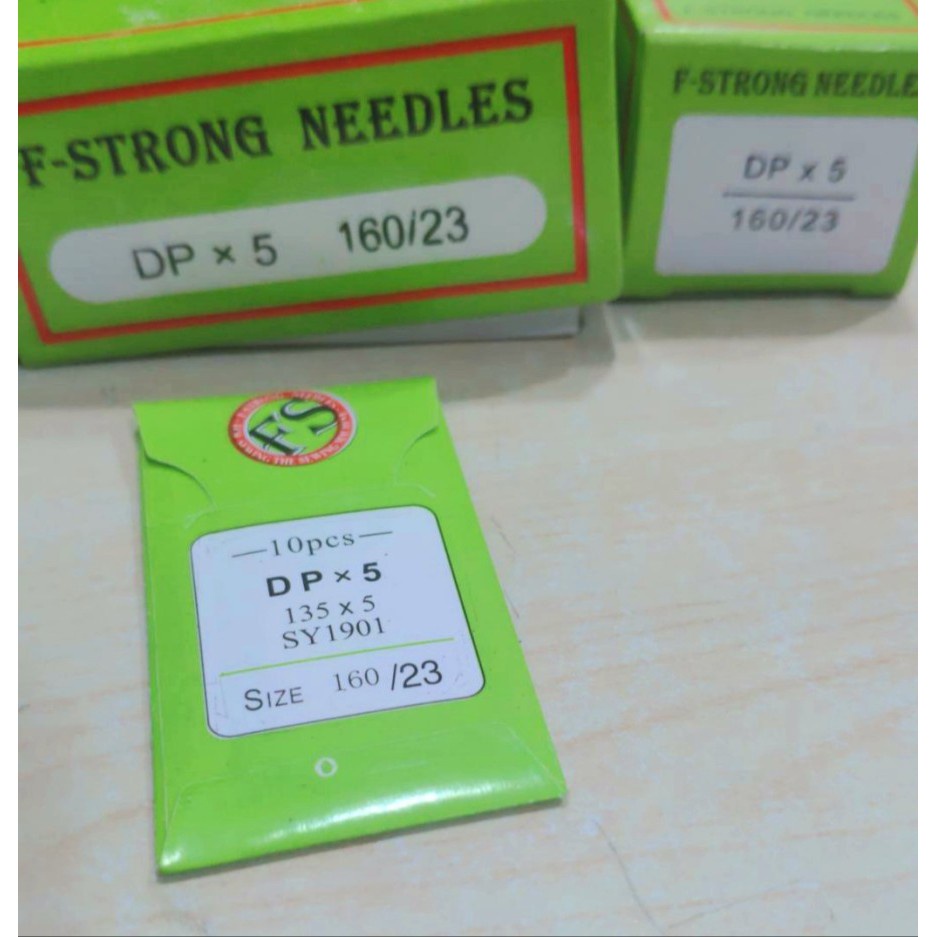 F-STRONG NEEDLES
DP × 5 160/23
F-STRONG NEEDLE
DP x 5
160/23
FS
—10pcs—
DP × 5
135 x 5
SY1901
SIZE 160 /23